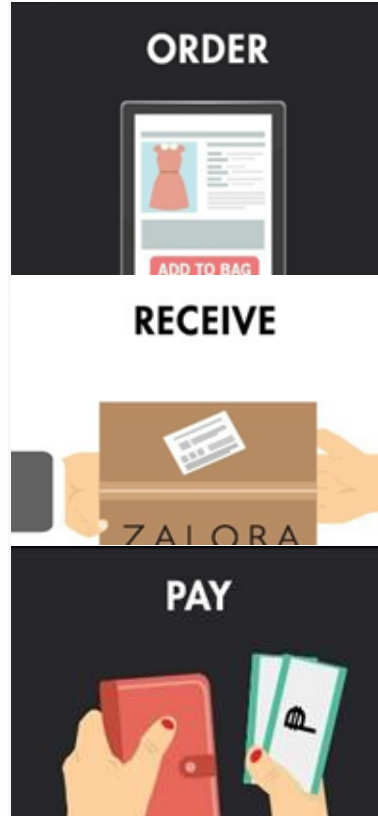 ORDER
ADD TO BAG
RECEIVE
ZALORA
PAY
₱